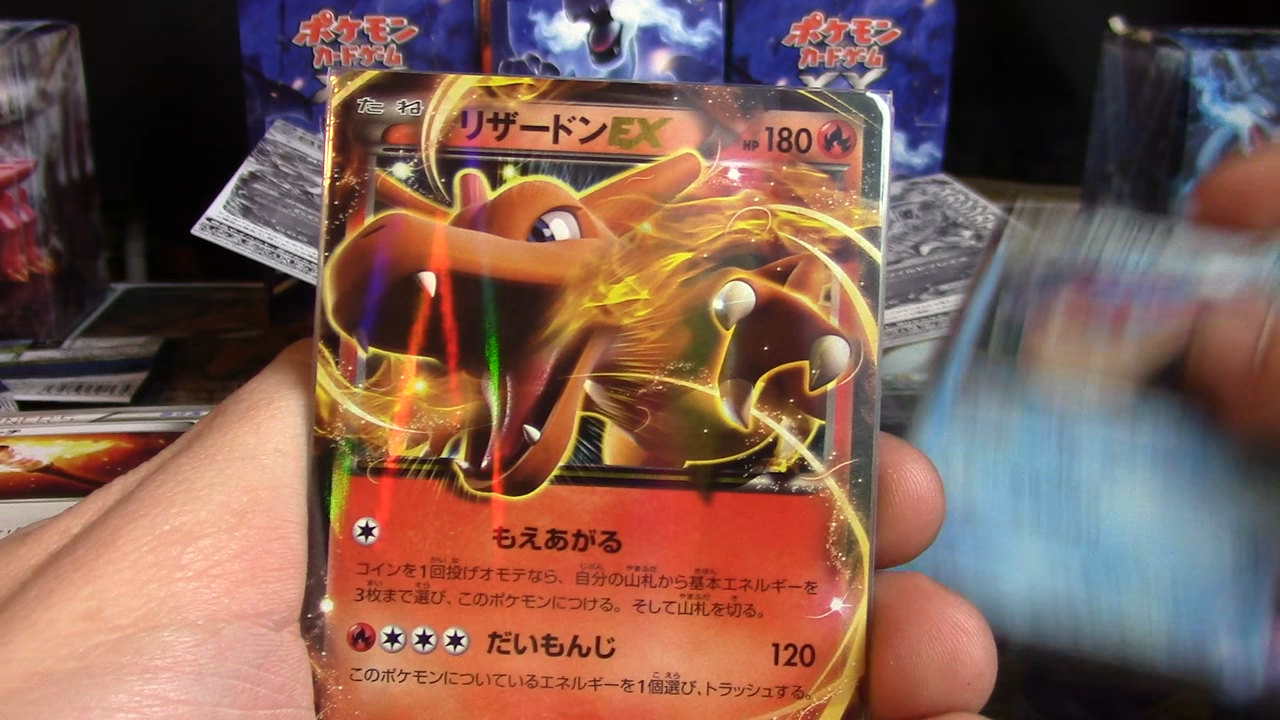 ポケモン
カードゲーム
ポケモン
カードゲーム
XY
たね
リザードンEX
HP 180
もえあがる
コインを1回投げオモテなら、自分の山札から基本エネルギーを
3枚まで選び、このポケモンにつける。そして山札を切る。
だいもんじ 120
このポケモンについているエネルギーを1個選び、トラッシュする。